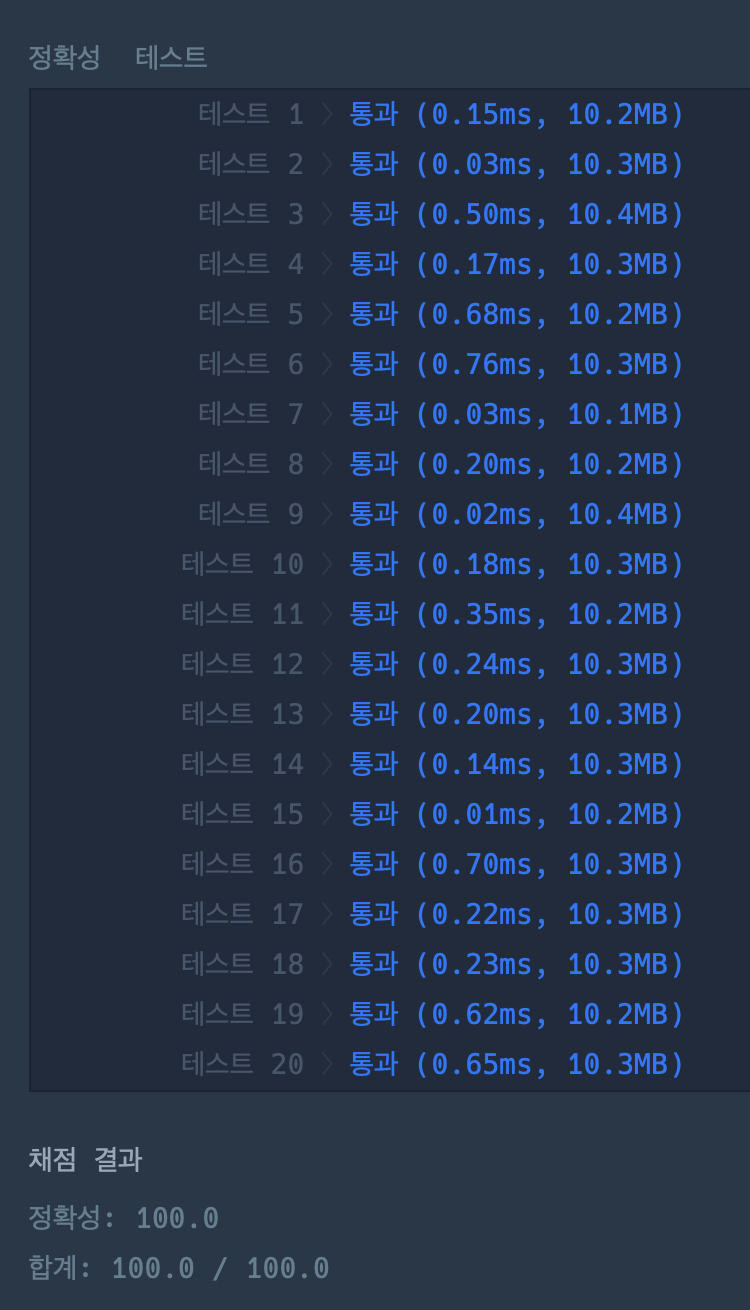 정확성 테스트
테스트 1 〉 통과 (0.15ms, 10.2MB)
테스트 2 〉 통과 (0.03ms, 10.3MB)
테스트 3 〉 통과 (0.50ms, 10.4MB)
테스트 4 〉 통과 (0.17ms, 10.3MB)
테스트 5 〉 통과 (0.68ms, 10.2MB)
테스트 6 〉 통과 (0.76ms, 10.3MB)
테스트 7 〉 통과 (0.03ms, 10.1MB)
테스트 8 〉 통과 (0.20ms, 10.2MB)
테스트 9 〉 통과 (0.02ms, 10.4MB)
테스트 10 〉 통과 (0.18ms, 10.3MB)
테스트 11 〉 통과 (0.35ms, 10.2MB)
테스트 12 〉 통과 (0.24ms, 10.3MB)
테스트 13 〉 통과 (0.20ms, 10.3MB)
테스트 14 〉 통과 (0.14ms, 10.3MB)
테스트 15 〉 통과 (0.01ms, 10.2MB)
테스트 16 〉 통과 (0.70ms, 10.3MB)
테스트 17 〉 통과 (0.22ms, 10.3MB)
테스트 18 〉 통과 (0.23ms, 10.3MB)
테스트 19 〉 통과 (0.62ms, 10.2MB)
테스트 20 〉 통과 (0.65ms, 10.3MB)
채점 결과
정확성: 100.0
합계: 100.0 / 100.0